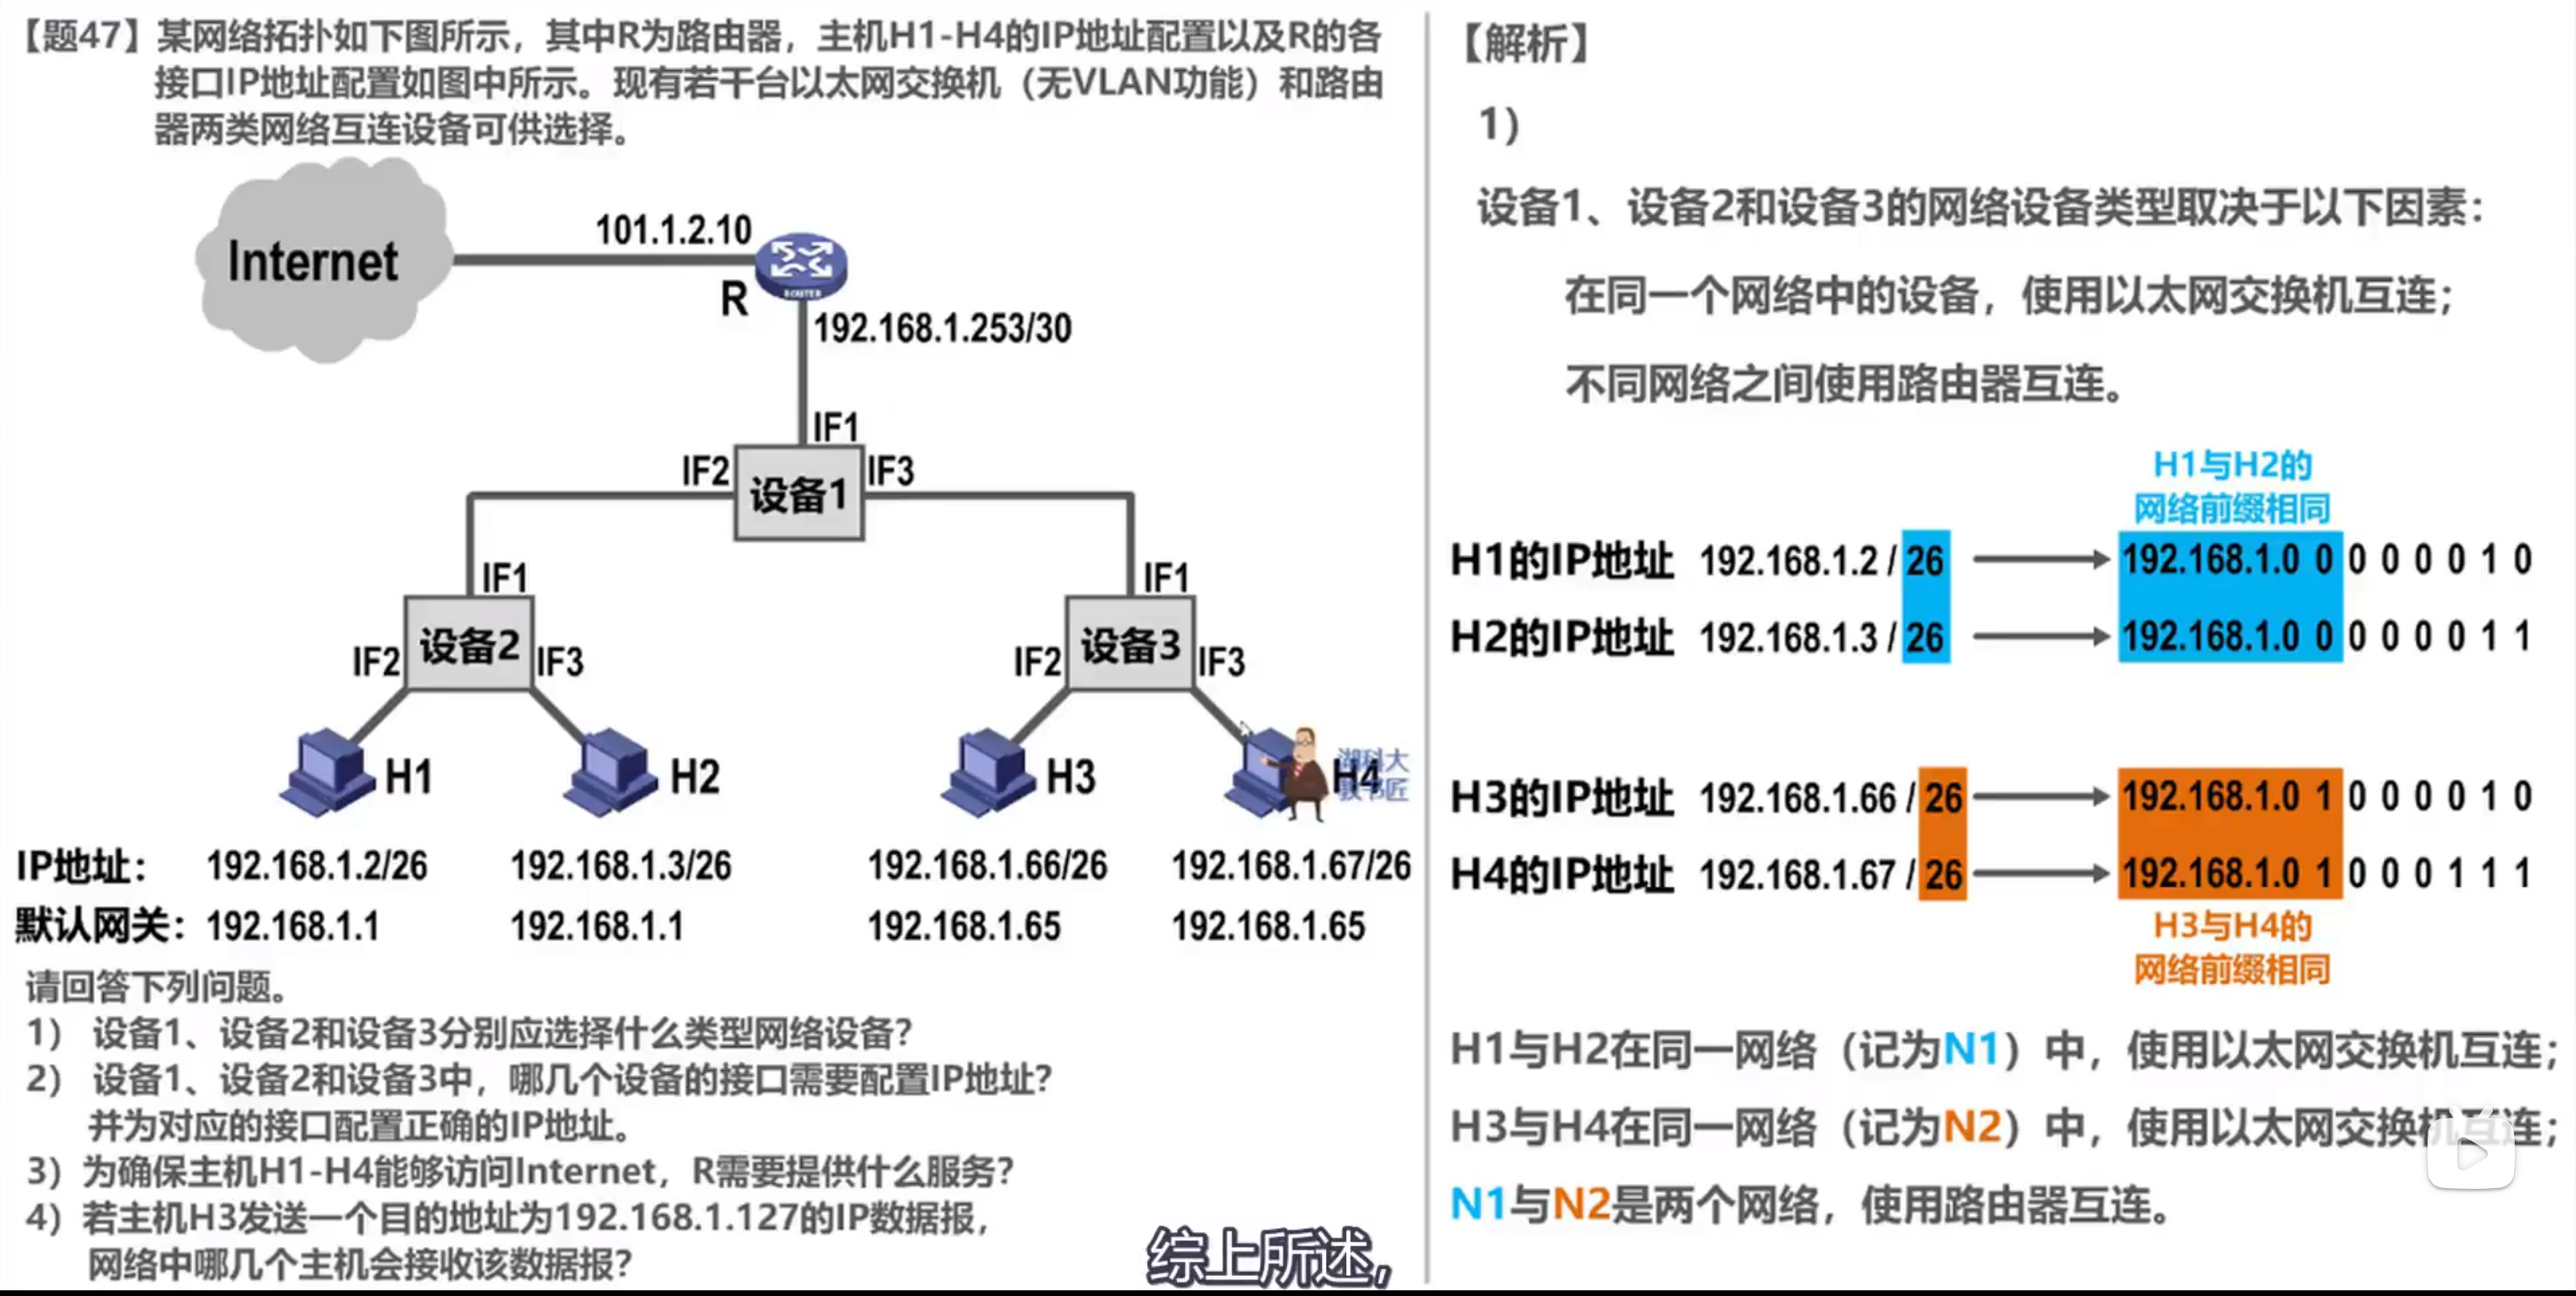 【题47】某网络拓扑如下图所示，其中R为路由器，主机H1-H4的IP地址配置以及R的各
接口IP地址配置如图中所示。现有若干台以太网交换机（无VLAN功能）和路由
器两类网络互连设备可供选择。
Internet
101.1.2.10
ROUTER
R
192.168.1.253/30
IF1
IF2
设备1
IF3
IF1
IF1
IF2
设备2
IF3
IF2
设备3
IF3
H1
H2
H3
H4
湖科大
教书匠
IP地址： 192.168.1.2/26 192.168.1.3/26 192.168.1.66/26 192.168.1.67/26
默认网关：192.168.1.1 192.168.1.1 192.168.1.65 192.168.1.65
请回答下列问题。
1） 设备1、设备2和设备3分别应选择什么类型网络设备？
2） 设备1、设备2和设备3中，哪几个设备的接口需要配置IP地址？
并为对应的接口配置正确的IP地址。
3）为确保主机H1-H4能够访问Internet，R需要提供什么服务？
4）若主机H3发送一个目的地址为192.168.1.127的IP数据报，
网络中哪几个主机会接收该数据报？
【解析】
1）
设备1、设备2和设备3的网络设备类型取决于以下因素：
在同一个网络中的设备，使用以太网交换机互连；
不同网络之间使用路由器互连。
H1与H2的
网络前缀相同
H1的IP地址 192.168.1.2 / 26 192.168.1.0 0 0 0 0 0 1 0
H2的IP地址 192.168.1.3 / 26 192.168.1.0 0 0 0 0 0 1 1
H3的IP地址 192.168.1.66 / 26 192.168.1.0 1 0 0 0 0 1 0
H4的IP地址 192.168.1.67 / 26 192.168.1.0 1 0 0 0 1 1 1
H3与H4的
网络前缀相同
H1与H2在同一网络（记为N1）中，使用以太网交换机互连；
H3与H4在同一网络（记为N2）中，使用以太网交换机互连；
N1与N2是两个网络，使用路由器互连。
综上所述，